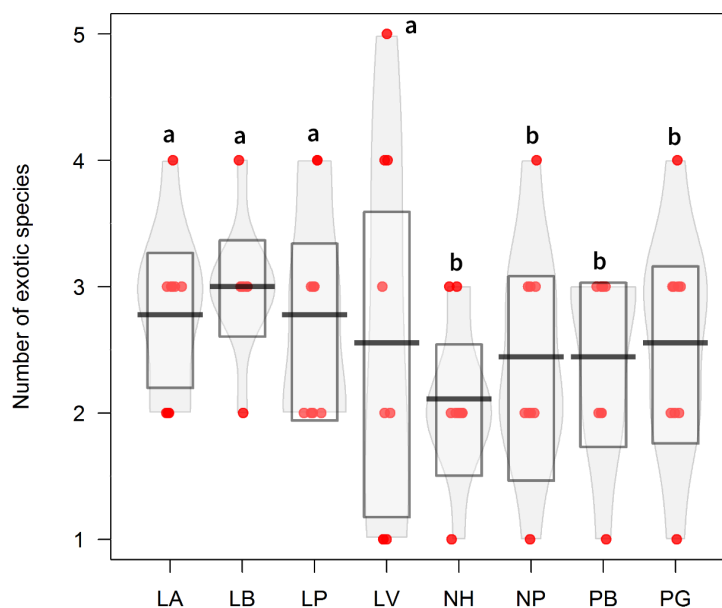 Number of exotic species
5
4
3
2
1
a
a
a
a
b
b
b
b
LA LB LP LV NH NP PB PG